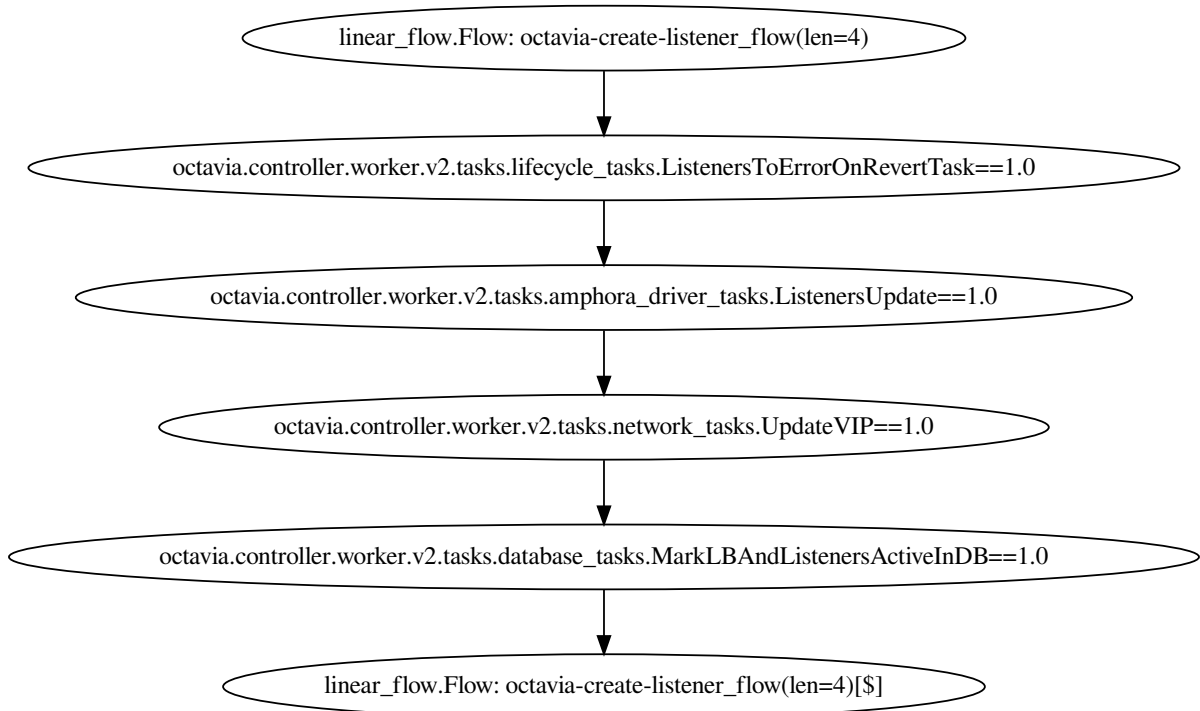 linear_flow.Flow: octavia-create-listener_flow(len=4)
octavia.controller.worker.v2.tasks.lifecycle_tasks.ListenersToErrorOnRevertTask==1.0
octavia.controller.worker.v2.tasks.amphora_driver_tasks.ListenersUpdate==1.0
octavia.controller.worker.v2.tasks.network_tasks.UpdateVIP==1.0
octavia.controller.worker.v2.tasks.database_tasks.MarkLBAndListenersActiveInDB==1.0
linear_flow.Flow: octavia-create-listener_flow(len=4)[$]